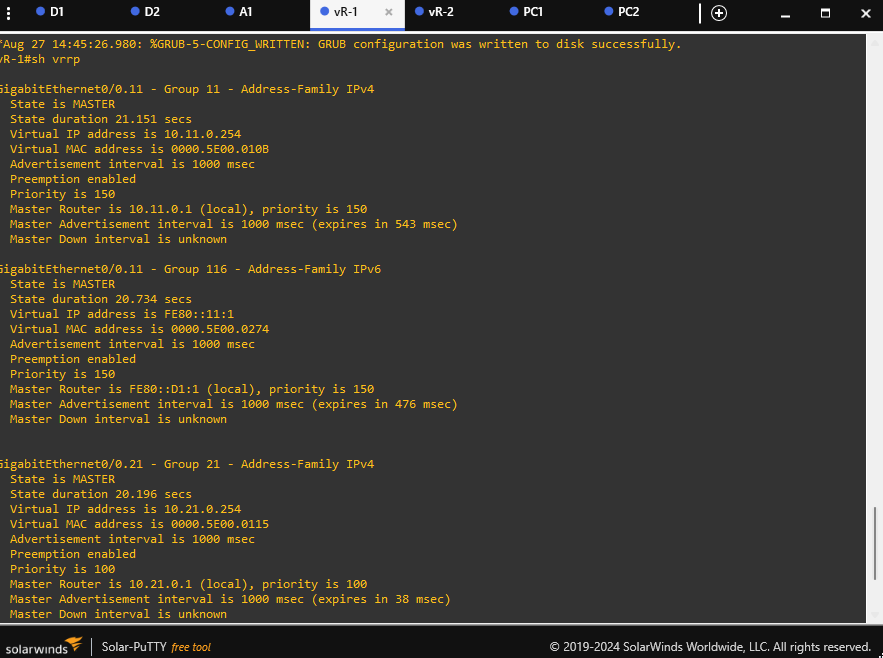 D1 D2 A1 vR-1 vR-2 PC1 PC2
*Aug 27 14:45:26.980: %GRUB-5-CONFIG_WRITTEN: GRUB configuration was written to disk successfully.
vR-1#sh vrrp
GigabitEthernet0/0.11 - Group 11 - Address-Family IPv4
State is MASTER
State duration 21.151 secs
Virtual IP address is 10.11.0.254
Virtual MAC address is 0000.5E00.010B
Advertisement interval is 1000 msec
Preemption enabled
Priority is 150
Master Router is 10.11.0.1 (local), priority is 150
Master Advertisement interval is 1000 msec (expires in 543 msec)
Master Down interval is unknown
GigabitEthernet0/0.11 - Group 116 - Address-Family IPv6
State is MASTER
State duration 20.734 secs
Virtual IP address is FE80::11:1
Virtual MAC address is 0000.5E00.0274
Advertisement interval is 1000 msec
Preemption enabled
Priority is 150
Master Router is FE80::D1:1 (local), priority is 150
Master Advertisement interval is 1000 msec (expires in 476 msec)
Master Down interval is unknown
GigabitEthernet0/0.21 - Group 21 - Address-Family IPv4
State is MASTER
State duration 20.196 secs
Virtual IP address is 10.21.0.254
Virtual MAC address is 0000.5E00.0115
Advertisement interval is 1000 msec
Preemption enabled
Priority is 100
Master Router is 10.21.0.1 (local), priority is 100
Master Advertisement interval is 1000 msec (expires in 38 msec)
Master Down interval is unknown
solarwinds Solar-PuTTY free tool © 2019-2024 SolarWinds Worldwide, LLC. All rights reserved.